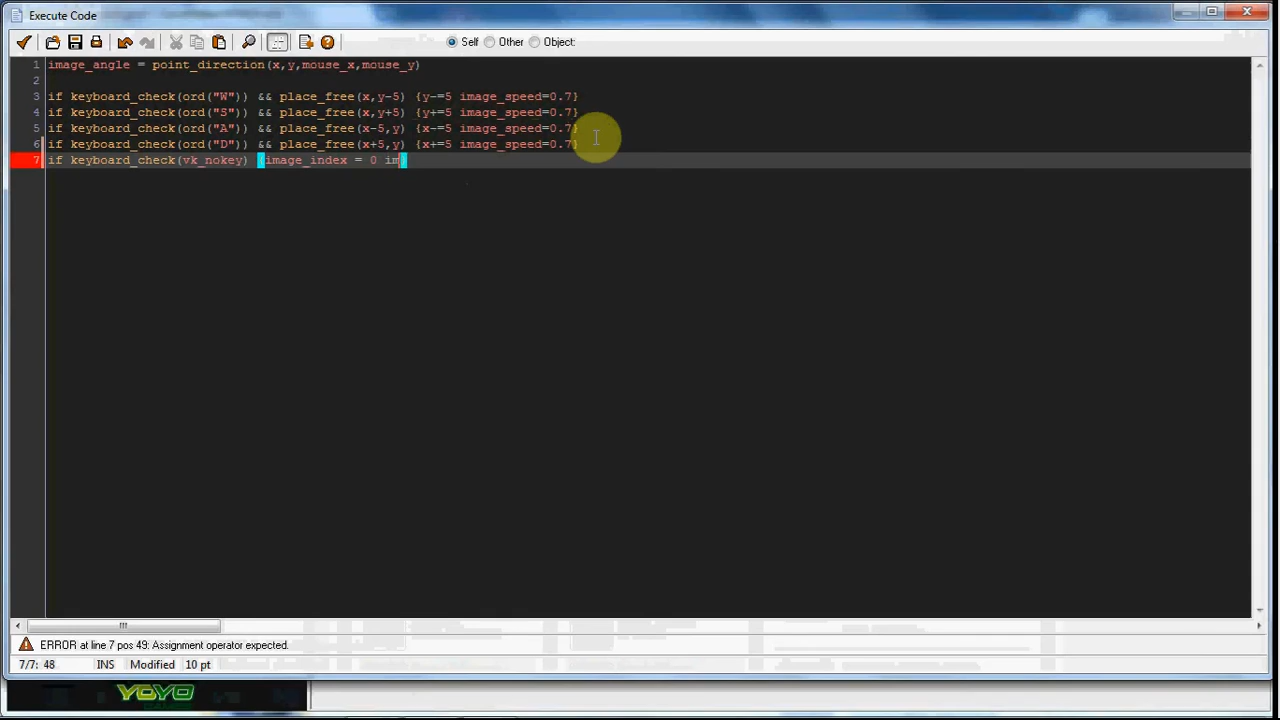 Execute Code
Self Other Object:
1 image_angle = point_direction(x,y,mouse_x,mouse_y)
2
3 if keyboard_check(ord("W")) && place_free(x,y-5) {y-=5 image_speed=0.7}
4 if keyboard_check(ord("S")) && place_free(x,y+5) {y+=5 image_speed=0.7}
5 if keyboard_check(ord("A")) && place_free(x-5,y) {x-=5 image_speed=0.7}
6 if keyboard_check(ord("D")) && place_free(x+5,y) {x+=5 image_speed=0.7}
7 if keyboard_check(vk_nokey) {image_index = 0 im}
ERROR at line 7 pos 49: Assignment operator expected.
7/7: 48 INS Modified 10 pt
YOYO
GAMES